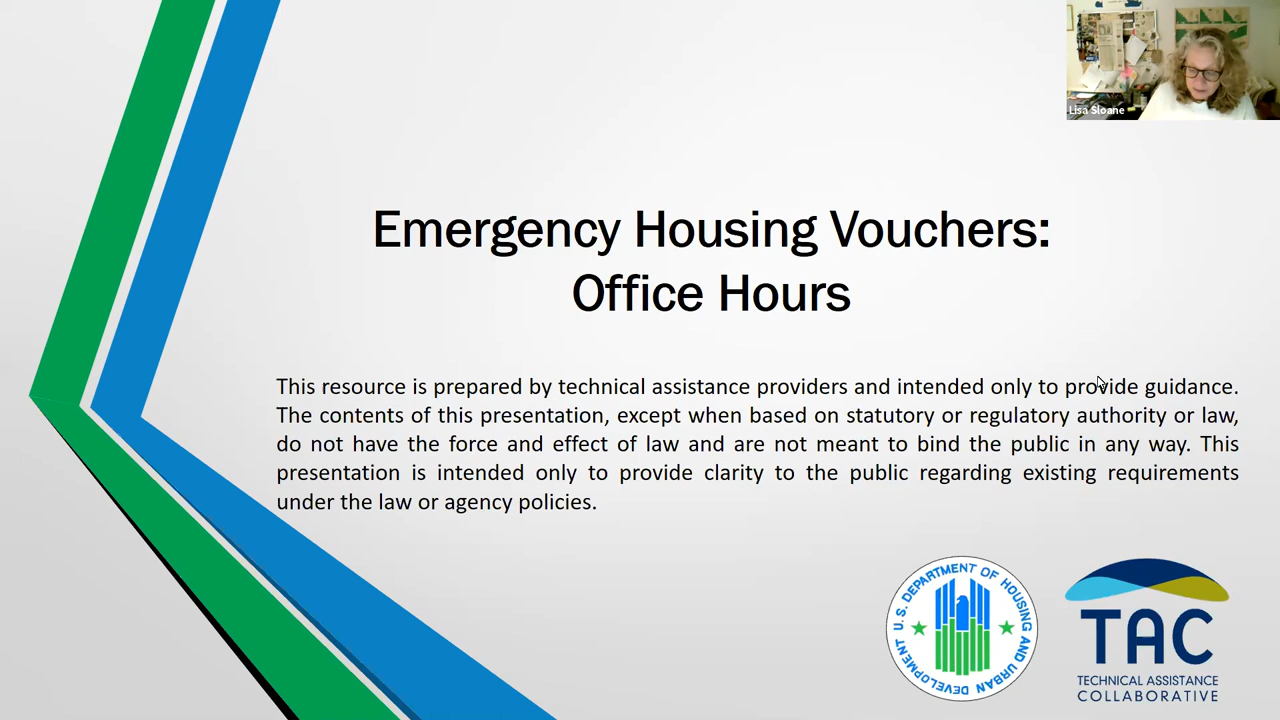 Lisa Sloane
Emergency Housing Vouchers:
Office Hours
This resource is prepared by technical assistance providers and intended only to provide guidance.
The contents of this presentation, except when based on statutory or regulatory authority or law,
do not have the force and effect of law and are not meant to bind the public in any way. This
presentation is intended only to provide clarity to the public regarding existing requirements
under the law or agency policies.
U.S. DEPARTMENT OF HOUSING AND URBAN DEVELOPMENT
TAC
TECHNICAL ASSISTANCE
COLLABORATIVE